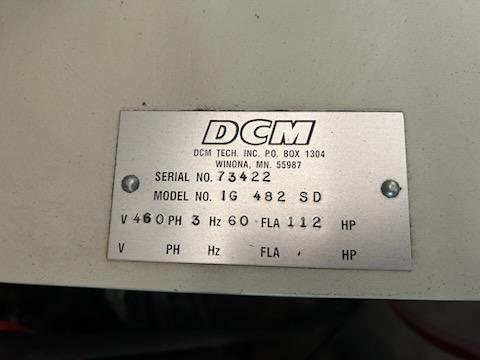 DCM
DCM TECH. INC. P.O. BOX 1304
WINONA, MN. 55987
SERIAL NO. 73422
MODEL NO. IG 482 SD
V 460 PH 3 Hz 60 FLA 112 HP
V PH Hz FLA HP